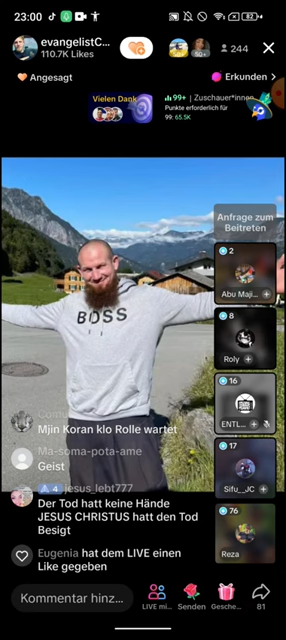 23:00
82
evangelistC...
110.7K Likes
50+
244
Angesagt
Erkunden >
Vielen Dank
99+ | Zuschauer*innen
Punkte erforderlich für
99: 65.5K
Anfrage zum
Beitreten
2
Abu Maji...
8
Roly
16
ENTL...
17
Sifu_JC
76
Reza
BOSS
Mjin Koran klo Rolle wartet
Ma-soma-pota-ame
Geist
4 jesus_lebt777
Der Tod hatt keine Hände
JESUS CHRISTUS hatt den Tod
Besigt
Eugenia hat dem LIVE einen
Like gegeben
Kommentar hinz...
LIVE mi...
Senden
Gesche...
81